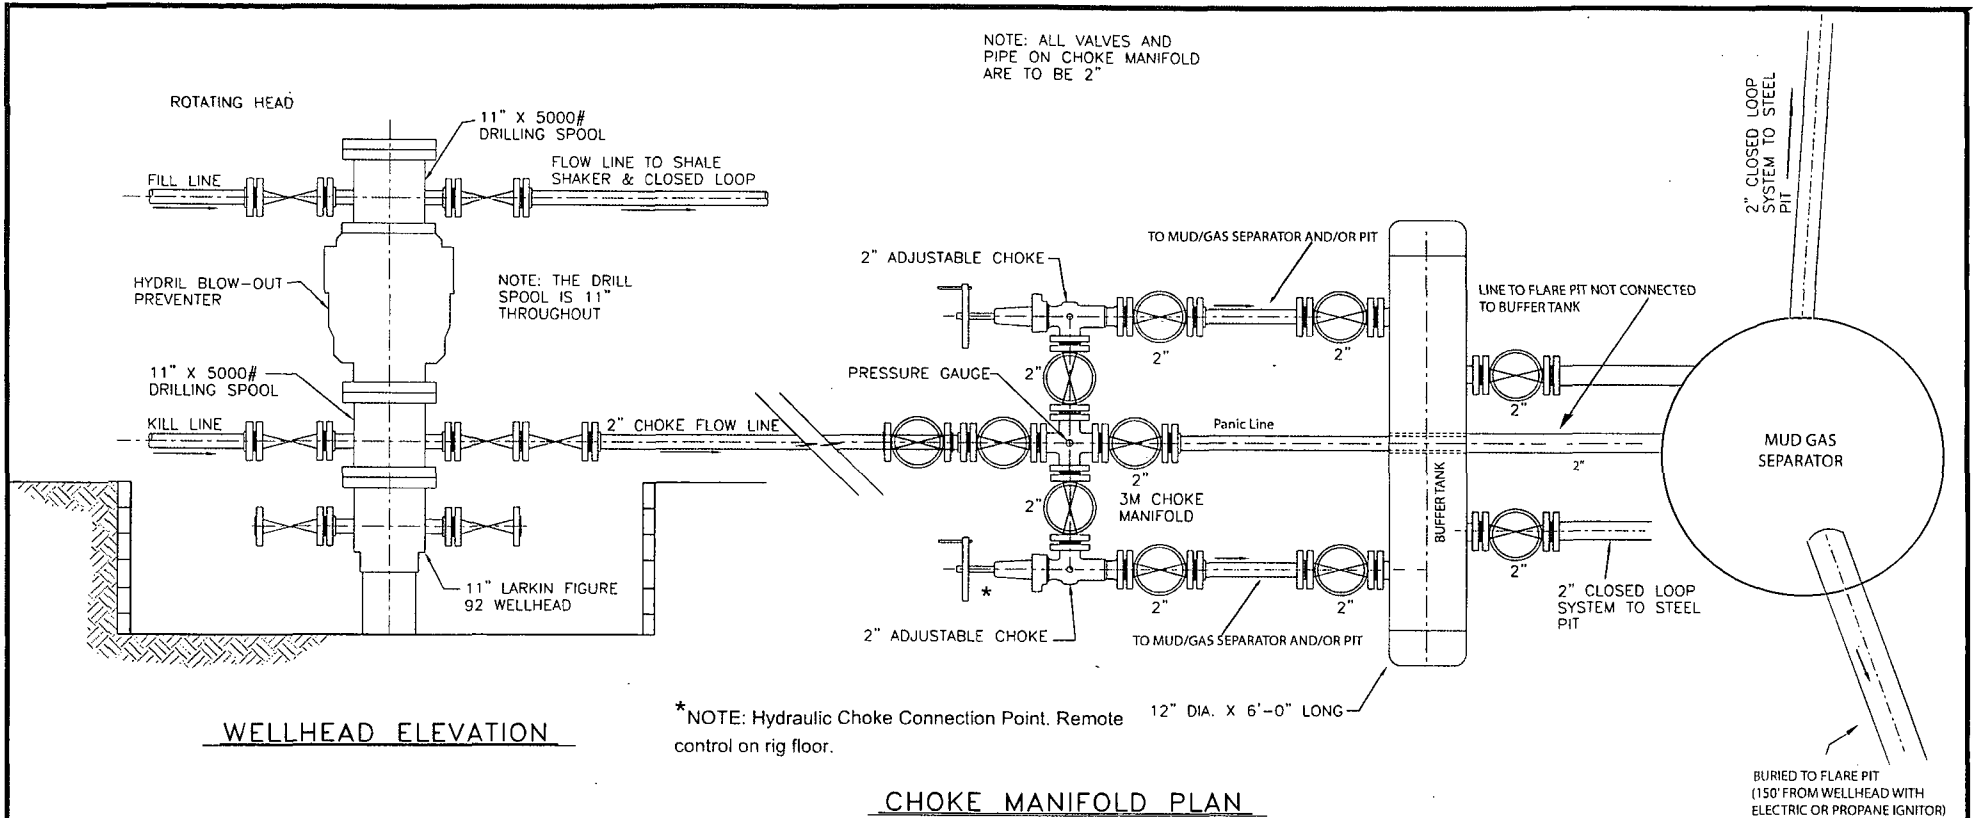 NOTE: ALL VALVES AND
PIPE ON CHOKE MANIFOLD
ARE TO BE 2"
ROTATING HEAD
11" X 5000#
DRILLING SPOOL
FILL LINE
FLOW LINE TO SHALE
SHAKER & CLOSED LOOP
HYDRIL BLOW-OUT
PREVENTER
NOTE: THE DRILL
SPOOL IS 11"
THROUGHOUT
11" X 5000#
DRILLING SPOOL
KILL LINE
2" CHOKE FLOW LINE
11" LARKIN FIGURE
92 WELLHEAD
WELLHEAD ELEVATION
2" ADJUSTABLE CHOKE
TO MUD/GAS SEPARATOR AND/OR PIT
2"
2"
2"
PRESSURE GAUGE
Panic Line
2"
2"
3M CHOKE
MANIFOLD
*
2"
2"
2" ADJUSTABLE CHOKE
TO MUD/GAS SEPARATOR AND/OR PIT
BUFFER TANK
12" DIA. X 6'-0" LONG
*NOTE: Hydraulic Choke Connection Point. Remote
control on rig floor.
CHOKE MANIFOLD PLAN
2" CLOSED LOOP
SYSTEM TO STEEL
PIT
LINE TO FLARE PIT NOT CONNECTED
TO BUFFER TANK
2"
2"
2"
MUD GAS
SEPARATOR
2" CLOSED LOOP
SYSTEM TO STEEL
PIT
BURIED TO FLARE PIT
(150' FROM WELLHEAD WITH
ELECTRIC OR PROPANE IGNITOR)